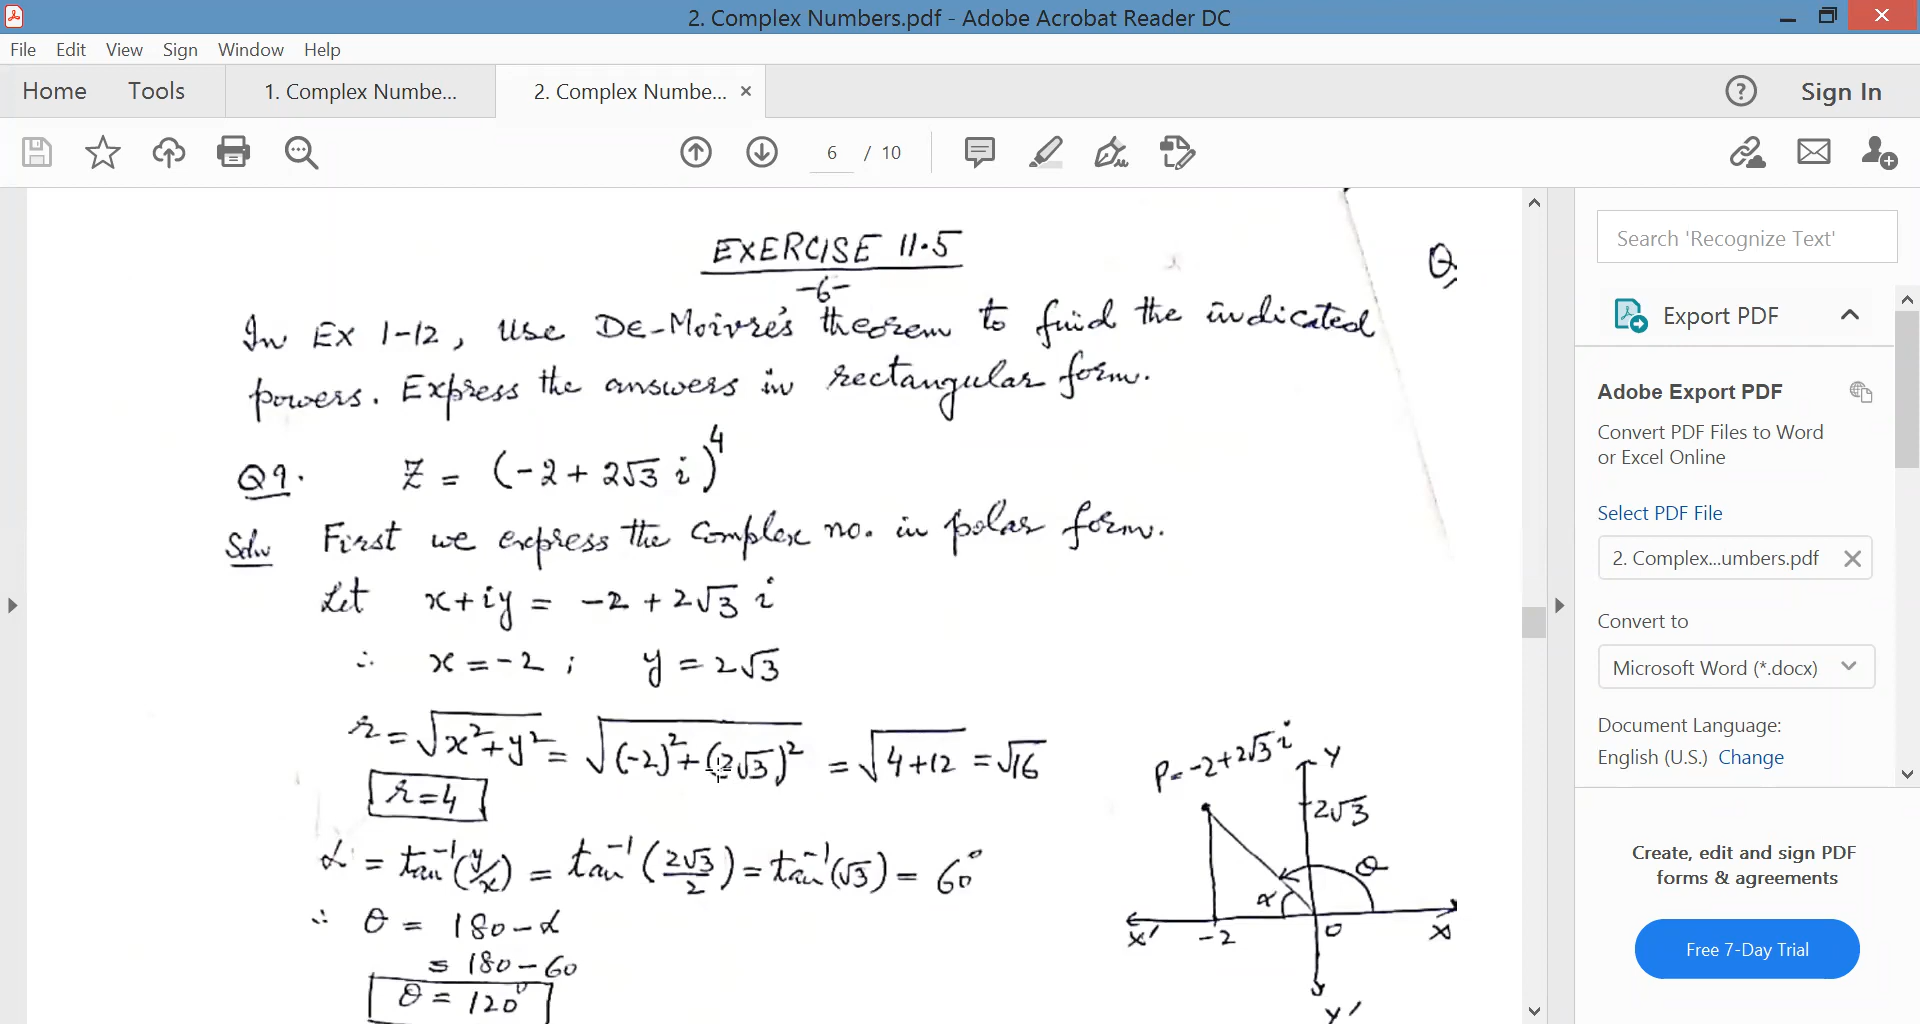 2. Complex Numbers.pdf - Adobe Acrobat Reader DC
File Edit View Sign Window Help
Home Tools 1. Complex Numbe... 2. Complex Numbe... × Sign In
6 / 10
EXERCISE 11.5
-6-
Q
In Ex 1-12, Use De-Moivre's theorem to find the indicated
powers. Express the answers in rectangular form.
Q9. Z = (-2 + 2√3 i)⁴
Soln First we express the complex no. in polar form.
Let x+iy = -2 + 2√3 i
∴ x = -2 ; y = 2√3
r = √x²+y² = √(-2)²+(2√3)² = √4+12 = √16
r=4
α = tan⁻¹(y/x) = tan⁻¹(2√3/2) = tan⁻¹(√3) = 60°
∴ θ = 180-α
= 180-60
θ = 120°
P=-2+2√3 i
Y
2√3
θ
α
X' -2 0 X
Y'
Search 'Recognize Text'
Export PDF
Adobe Export PDF
Convert PDF Files to Word
or Excel Online
Select PDF File
2. Complex...umbers.pdf
Convert to
Microsoft Word (*.docx)
Document Language:
English (U.S.) Change
Create, edit and sign PDF
forms & agreements
Free 7-Day Trial